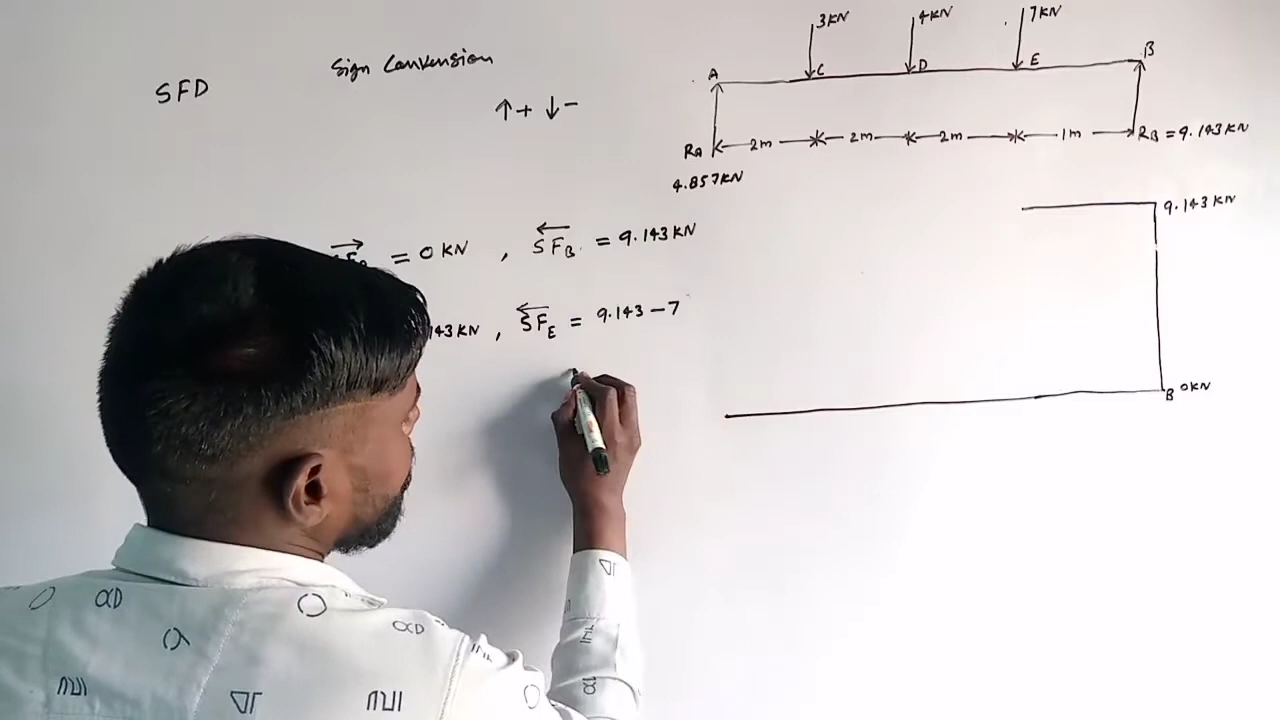 SFD
Sign Convension
↑+ ↓-
3KN 4KN 7KN
A C D E B
RA 2m 2m 2m 1m RB = 9.143 KN
4.857KN
= 0 KN , SFB = 9.143 KN
143 KN , SFE = 9.143 - 7
9.143 KN
B 0KN